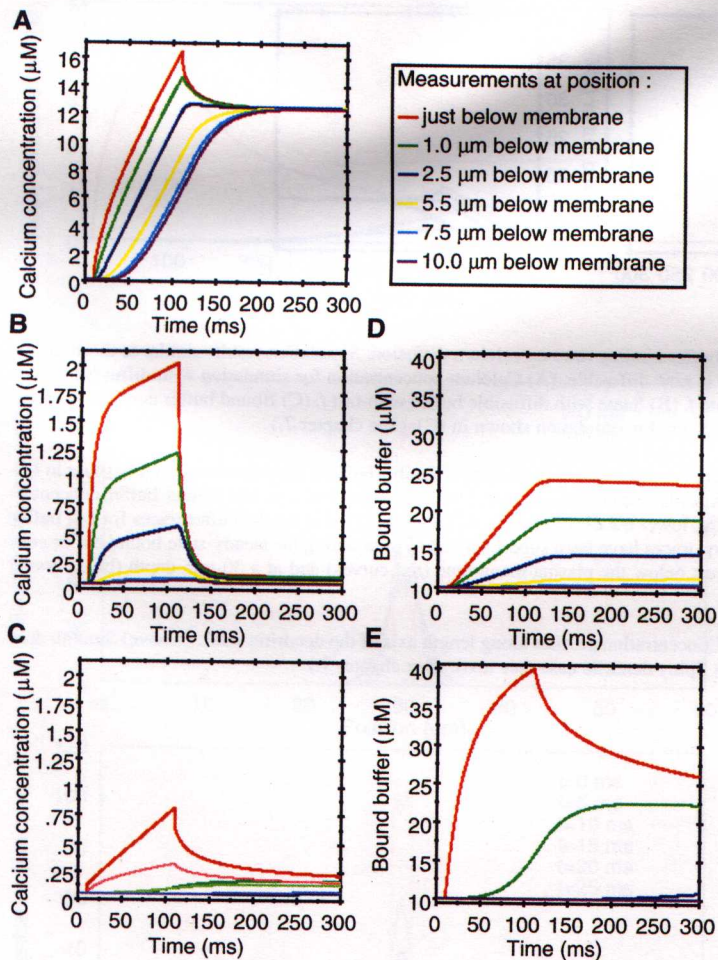 A
Calcium concentration (µM)
16
14
12
10
8
6
4
2
0
0 50 100 150 200 250 300
Time (ms)
Measurements at position :
just below membrane
1.0 µm below membrane
2.5 µm below membrane
5.5 µm below membrane
7.5 µm below membrane
10.0 µm below membrane
B
Calcium concentration (µM)
2
1.75
1.5
1.25
1
.75
.5
.25
0
0 50 100 150 200 250 300
Time (ms)
D
Bound buffer (µM)
40
35
30
25
20
15
10
0 50 100 150 200 250 300
Time (ms)
C
Calcium concentration (µM)
2
1.75
1.5
1.25
1
.75
.5
.25
0
0 50 100 150 200 250 300
Time (ms)
E
Bound buffer (µM)
40
35
30
25
20
15
10
0 50 100 150 200 250 300
Time (ms)